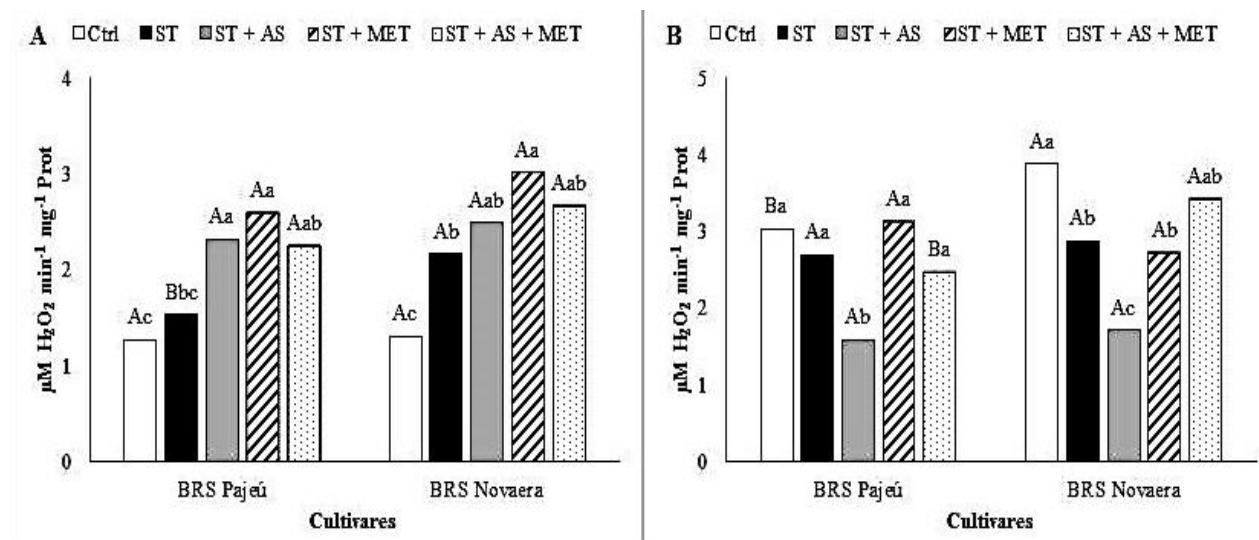 A Ctrl ST ST + AS ST + MET ST + AS + MET
µM H₂O₂ min⁻¹ mg⁻¹ Prot
4
3
2
1
0
Ac Bbc Aa Aa Aab
Ac Ab Aab Aa Aab
BRS Pajeú BRS Novaera
Cultivares
B Ctrl ST ST + AS ST + MET ST + AS + MET
µM H₂O₂ min⁻¹ mg⁻¹ Prot
5
4
3
2
1
0
Ba Aa Ab Aa Ba
Aa Ab Ac Ab Aab
BRS Pajeú BRS Novaera
Cultivares